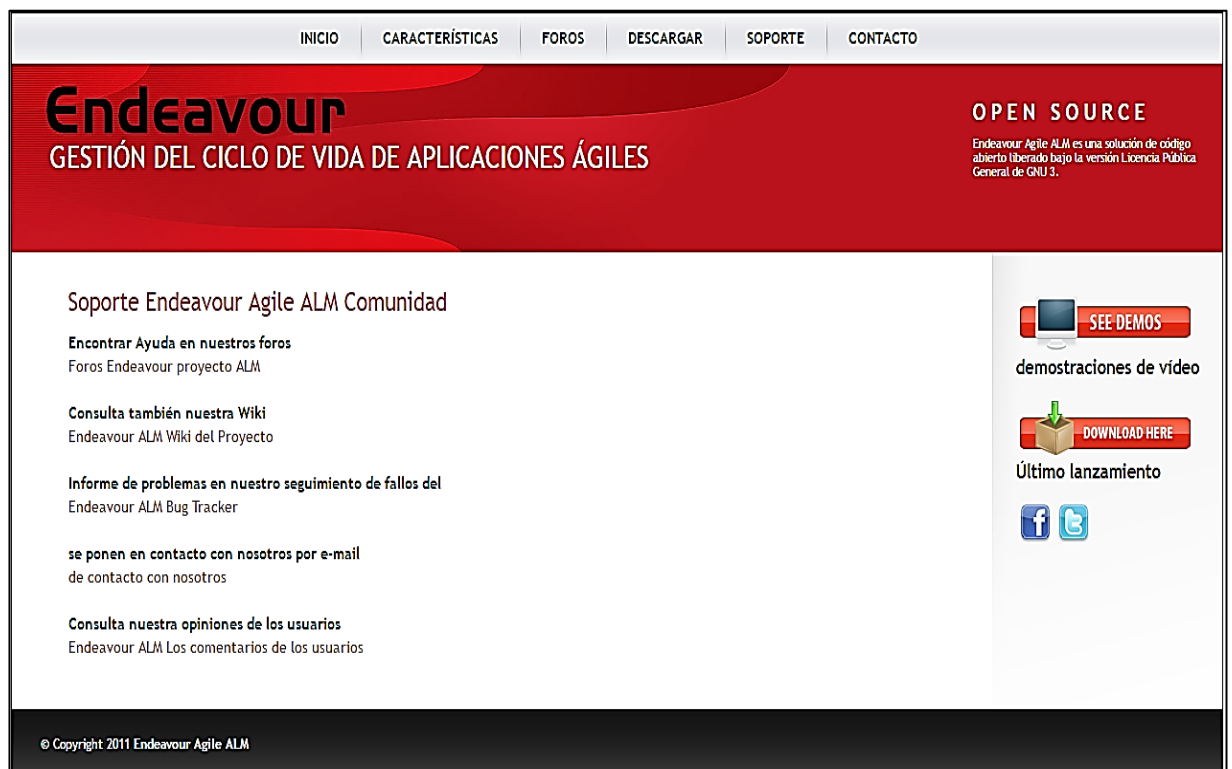 INICIO CARACTERÍSTICAS FOROS DESCARGAR SOPORTE CONTACTO
Endeavour
GESTIÓN DEL CICLO DE VIDA DE APLICACIONES ÁGILES
OPEN SOURCE
Endeavour Agile ALM es una solución de código
abierto liberado bajo la versión Licencia Pública
General de GNU 3.
Soporte Endeavour Agile ALM Comunidad
Encontrar Ayuda en nuestros foros
Foros Endeavour proyecto ALM
Consulta también nuestra Wiki
Endeavour ALM Wiki del Proyecto
Informe de problemas en nuestro seguimiento de fallos del
Endeavour ALM Bug Tracker
se ponen en contacto con nosotros por e-mail
de contacto con nosotros
Consulta nuestra opiniones de los usuarios
Endeavour ALM Los comentarios de los usuarios
SEE DEMOS
demostraciones de vídeo
DOWNLOAD HERE
Último lanzamiento
© Copyright 2011 Endeavour Agile ALM